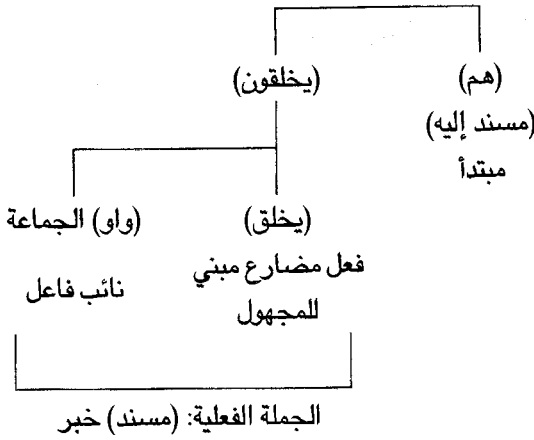 (هم)
(يخلقون)
(مسند إليه)
مبتدأ
(يخلق)
(واو) الجماعة
فعل مضارع مبني
للمجهول
نائب فاعل
الجملة الفعلية: (مسند) خبر